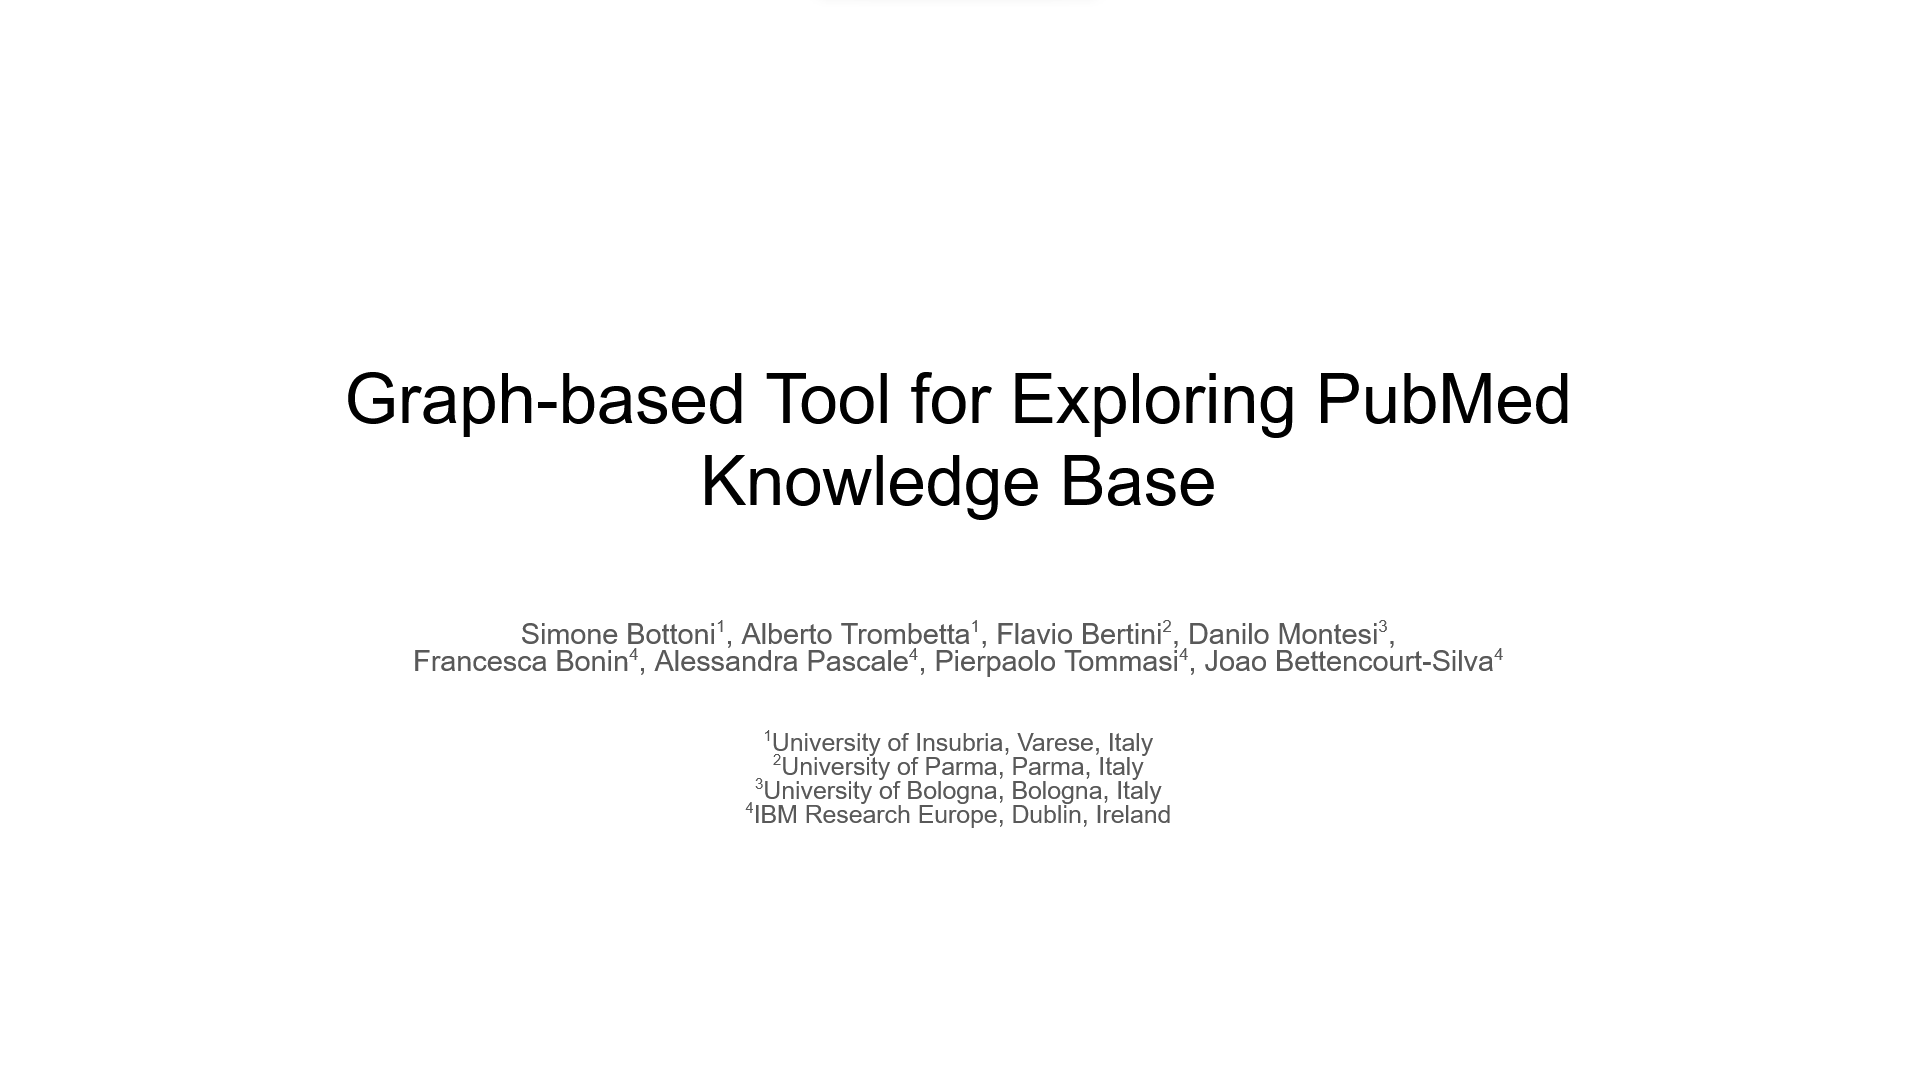 Graph-based Tool for Exploring PubMed
Knowledge Base
Simone Bottoni¹, Alberto Trombetta¹, Flavio Bertini², Danilo Montesi³,
Francesca Bonin⁴, Alessandra Pascale⁴, Pierpaolo Tommasi⁴, Joao Bettencourt-Silva⁴
¹University of Insubria, Varese, Italy
²University of Parma, Parma, Italy
³University of Bologna, Bologna, Italy
⁴IBM Research Europe, Dublin, Ireland